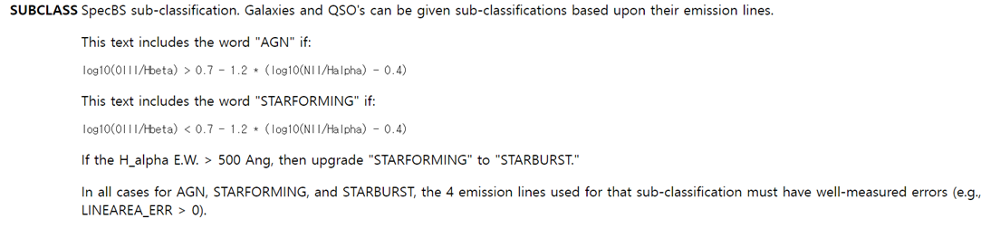 SUBCLASS SpecBS sub-classification. Galaxies and QSO's can be given sub-classifications based upon their emission lines.
This text includes the word "AGN" if:
log10(OIII/Hbeta) > 0.7 - 1.2 * (log10(NII/Halpha) - 0.4)
This text includes the word "STARFORMING" if:
log10(OIII/Hbeta) < 0.7 - 1.2 * (log10(NII/Halpha) - 0.4)
If the H_alpha E.W. > 500 Ang, then upgrade "STARFORMING" to "STARBURST."
In all cases for AGN, STARFORMING, and STARBURST, the 4 emission lines used for that sub-classification must have well-measured errors (e.g.,
LINEAREA_ERR > 0).